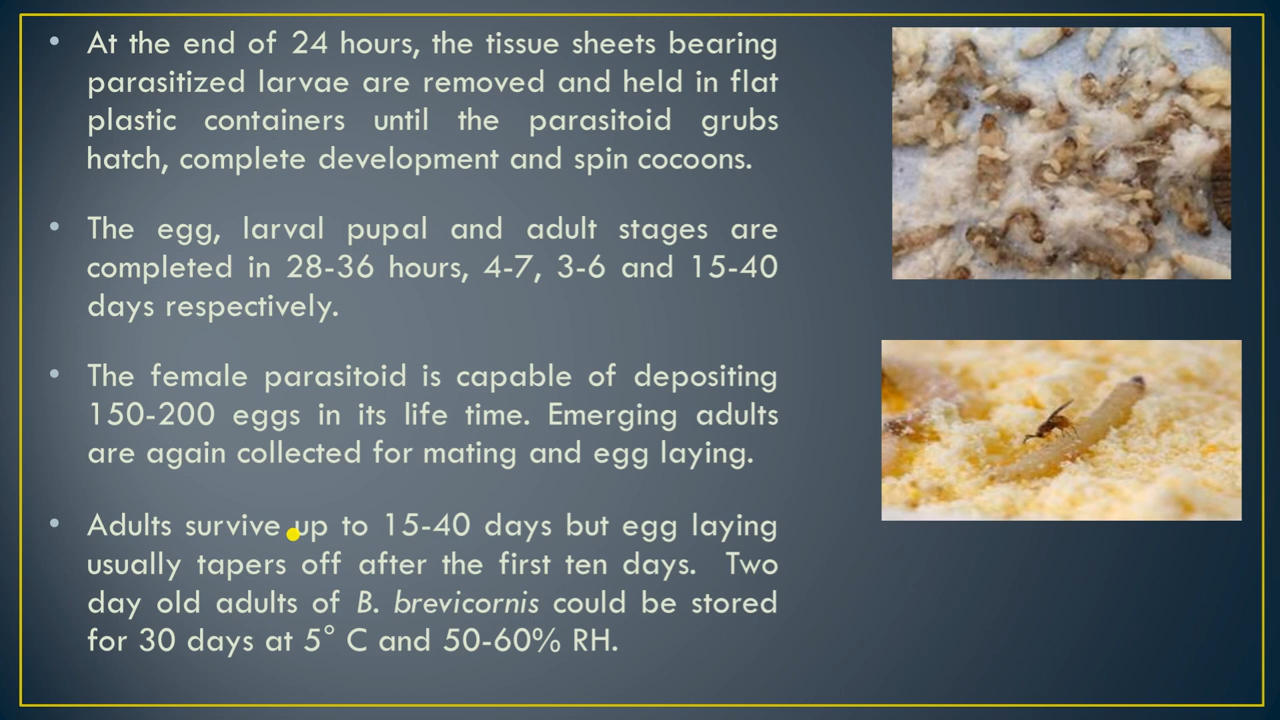 • At the end of 24 hours, the tissue sheets bearing
parasitized larvae are removed and held in flat
plastic containers until the parasitoid grubs
hatch, complete development and spin cocoons.
• The egg, larval pupal and adult stages are
completed in 28-36 hours, 4-7, 3-6 and 15-40
days respectively.
• The female parasitoid is capable of depositing
150-200 eggs in its life time. Emerging adults
are again collected for mating and egg laying.
• Adults survive up to 15-40 days but egg laying
usually tapers off after the first ten days. Two
day old adults of B. brevicornis could be stored
for 30 days at 5° C and 50-60% RH.